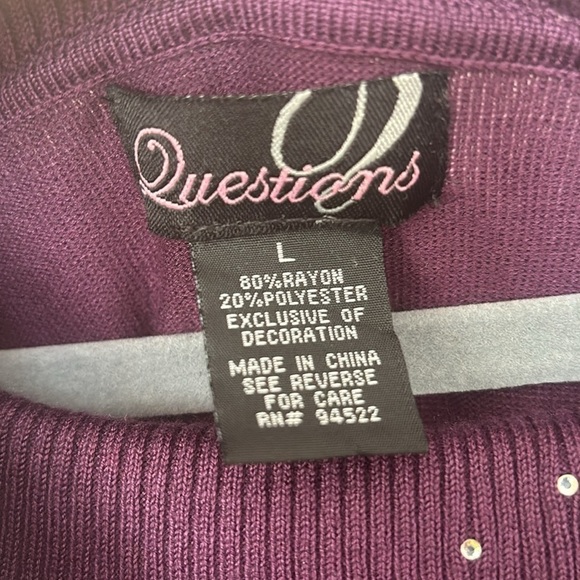 Questions
L
80%RAYON
20%POLYESTER
EXCLUSIVE OF
DECORATION
MADE IN CHINA
SEE REVERSE
FOR CARE
RN# 94522